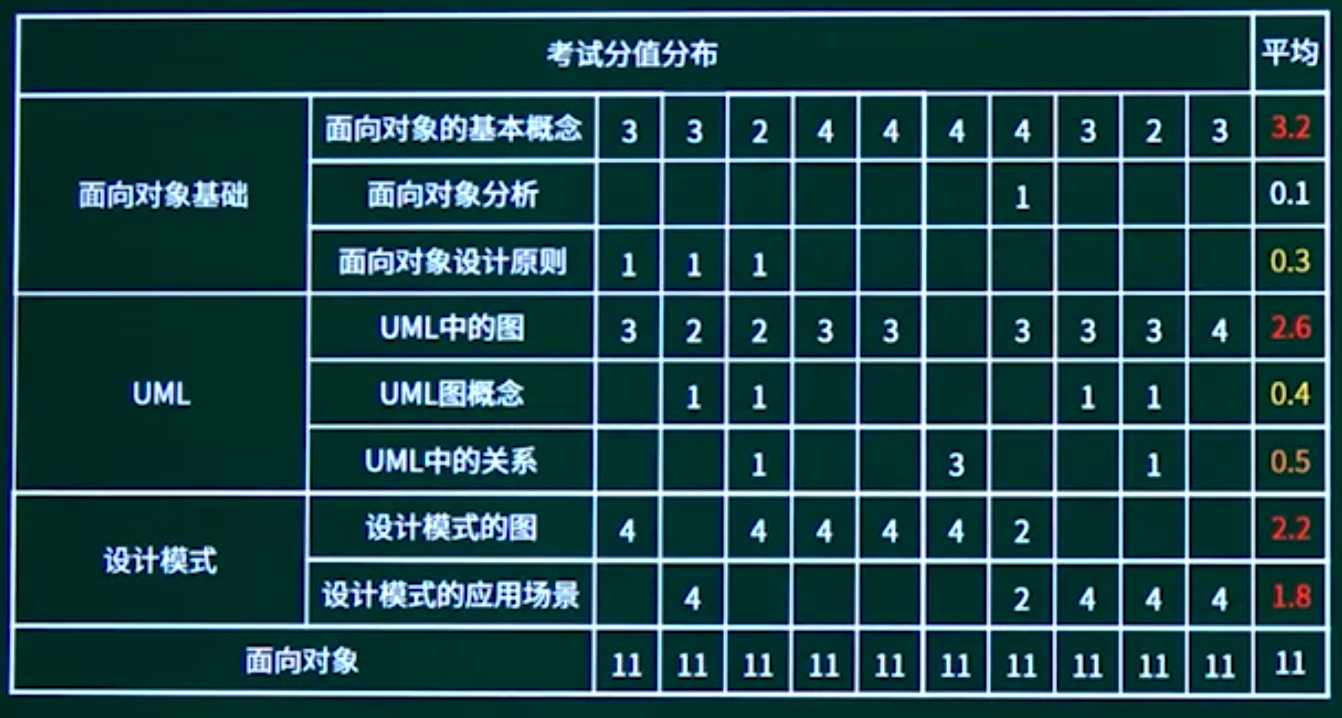 考试分值分布 平均
面向对象基础 面向对象的基本概念 3 3 2 4 4 4 4 3 2 3 3.2
面向对象分析 1 0.1
面向对象设计原则 1 1 1 0.3
UML UML中的图 3 2 2 3 3 3 3 3 4 2.6
UML图概念 1 1 1 1 0.4
UML中的关系 1 3 1 0.5
设计模式 设计模式的图 4 4 4 4 4 2 2.2
设计模式的应用场景 4 2 4 4 4 1.8
面向对象 11 11 11 11 11 11 11 11 11 11 11